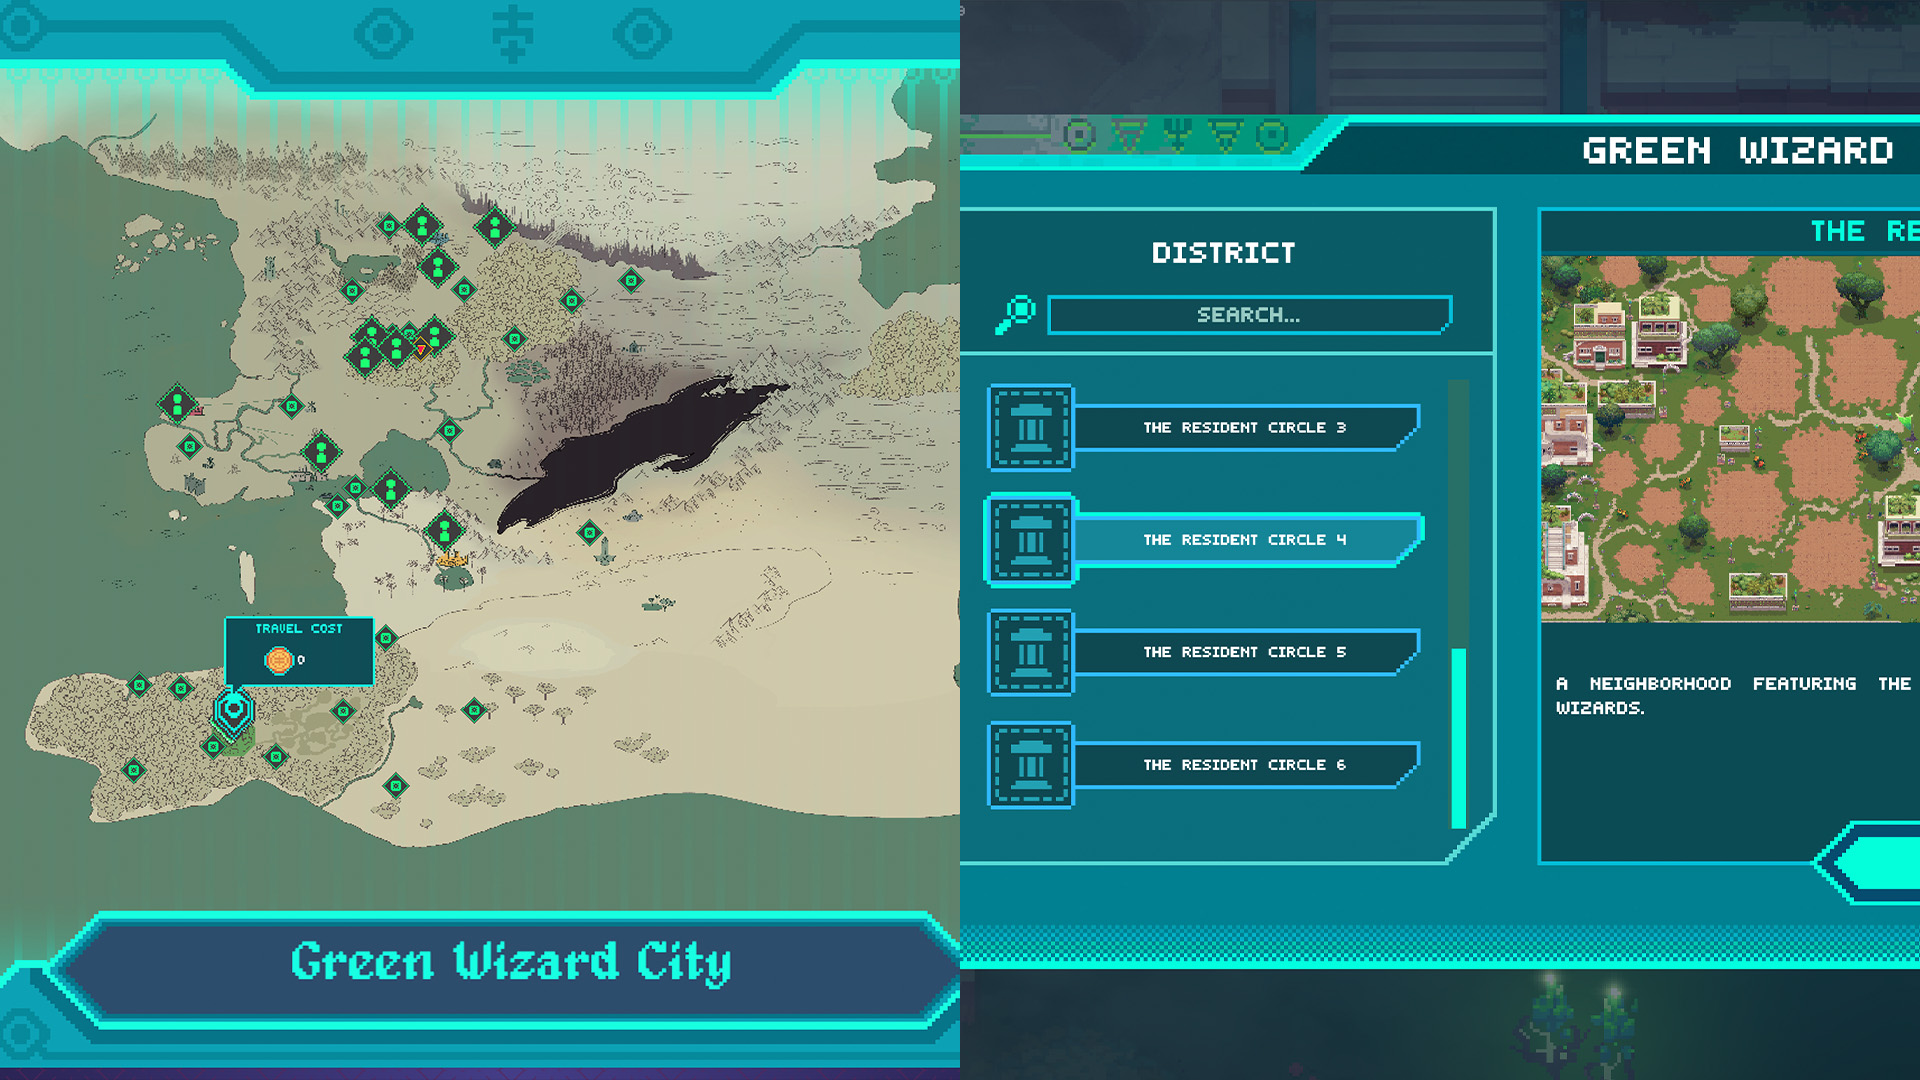 TRAVEL COST
0
Green Wizard City
GREEN WIZARD
DISTRICT
SEARCH...
THE RESIDENT CIRCLE 3
THE RESIDENT CIRCLE 4
THE RESIDENT CIRCLE 5
THE RESIDENT CIRCLE 6
THE RE
A NEIGHBORHOOD FEATURING THE
WIZARDS.